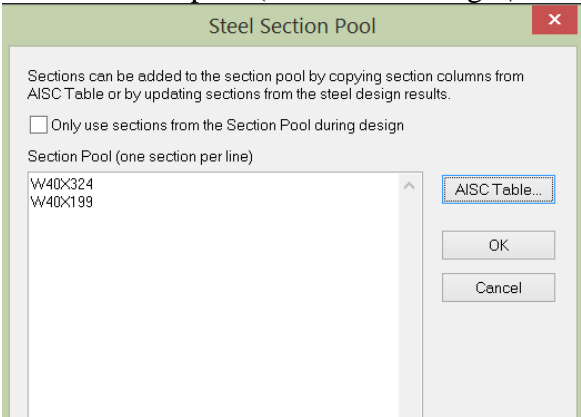 Steel Section Pool
Sections can be added to the section pool by copying section columns from
AISC Table or by updating sections from the steel design results.
Only use sections from the Section Pool during design
Section Pool (one section per line)
W40X324
W40X199
AISC Table...
OK
Cancel